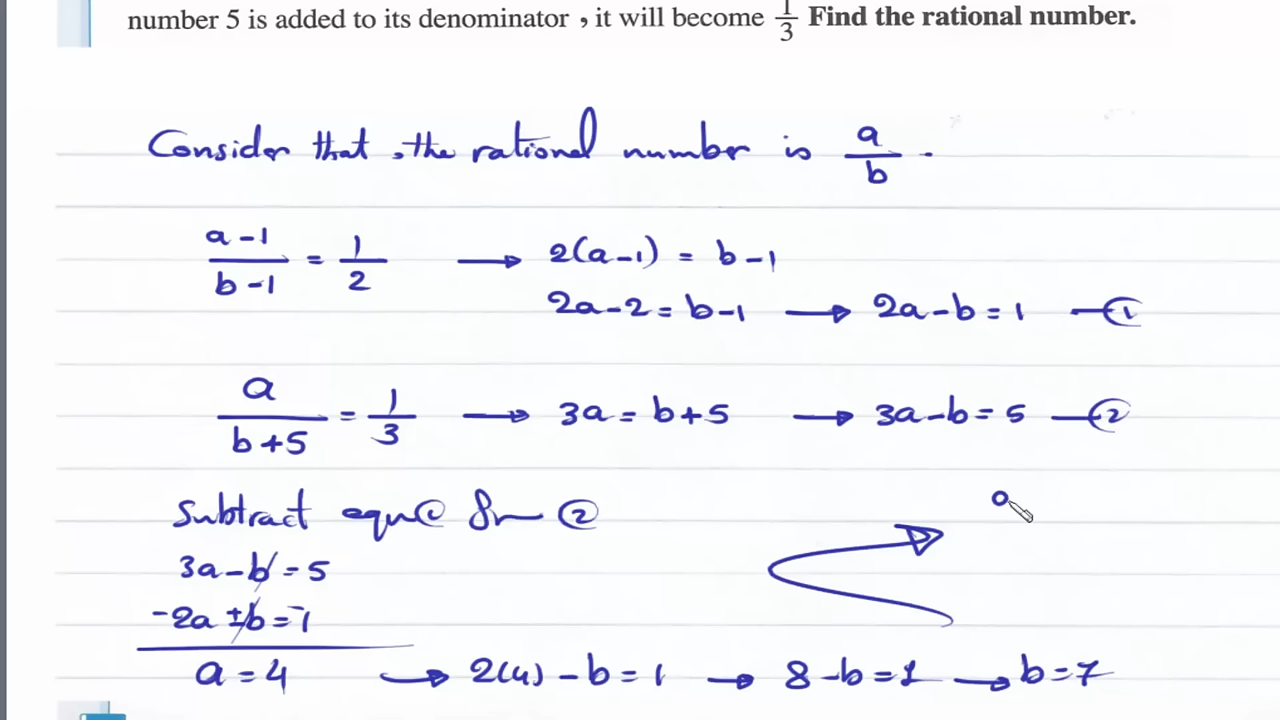 number 5 is added to its denominator , it will become 1/3 Find the rational number.
Consider that , the rational number is a/b .
(a-1)/(b-1) = 1/2 → 2(a-1) = b-1
2a-2 = b-1 → 2a-b = 1 —①
a/(b+5) = 1/3 → 3a = b+5 → 3a-b = 5 —②
Subtract equ ②
3a-b = 5
-2a ±b = -1
a = 4 → 2(4) - b = 1 → 8-b = 1 → b = 7